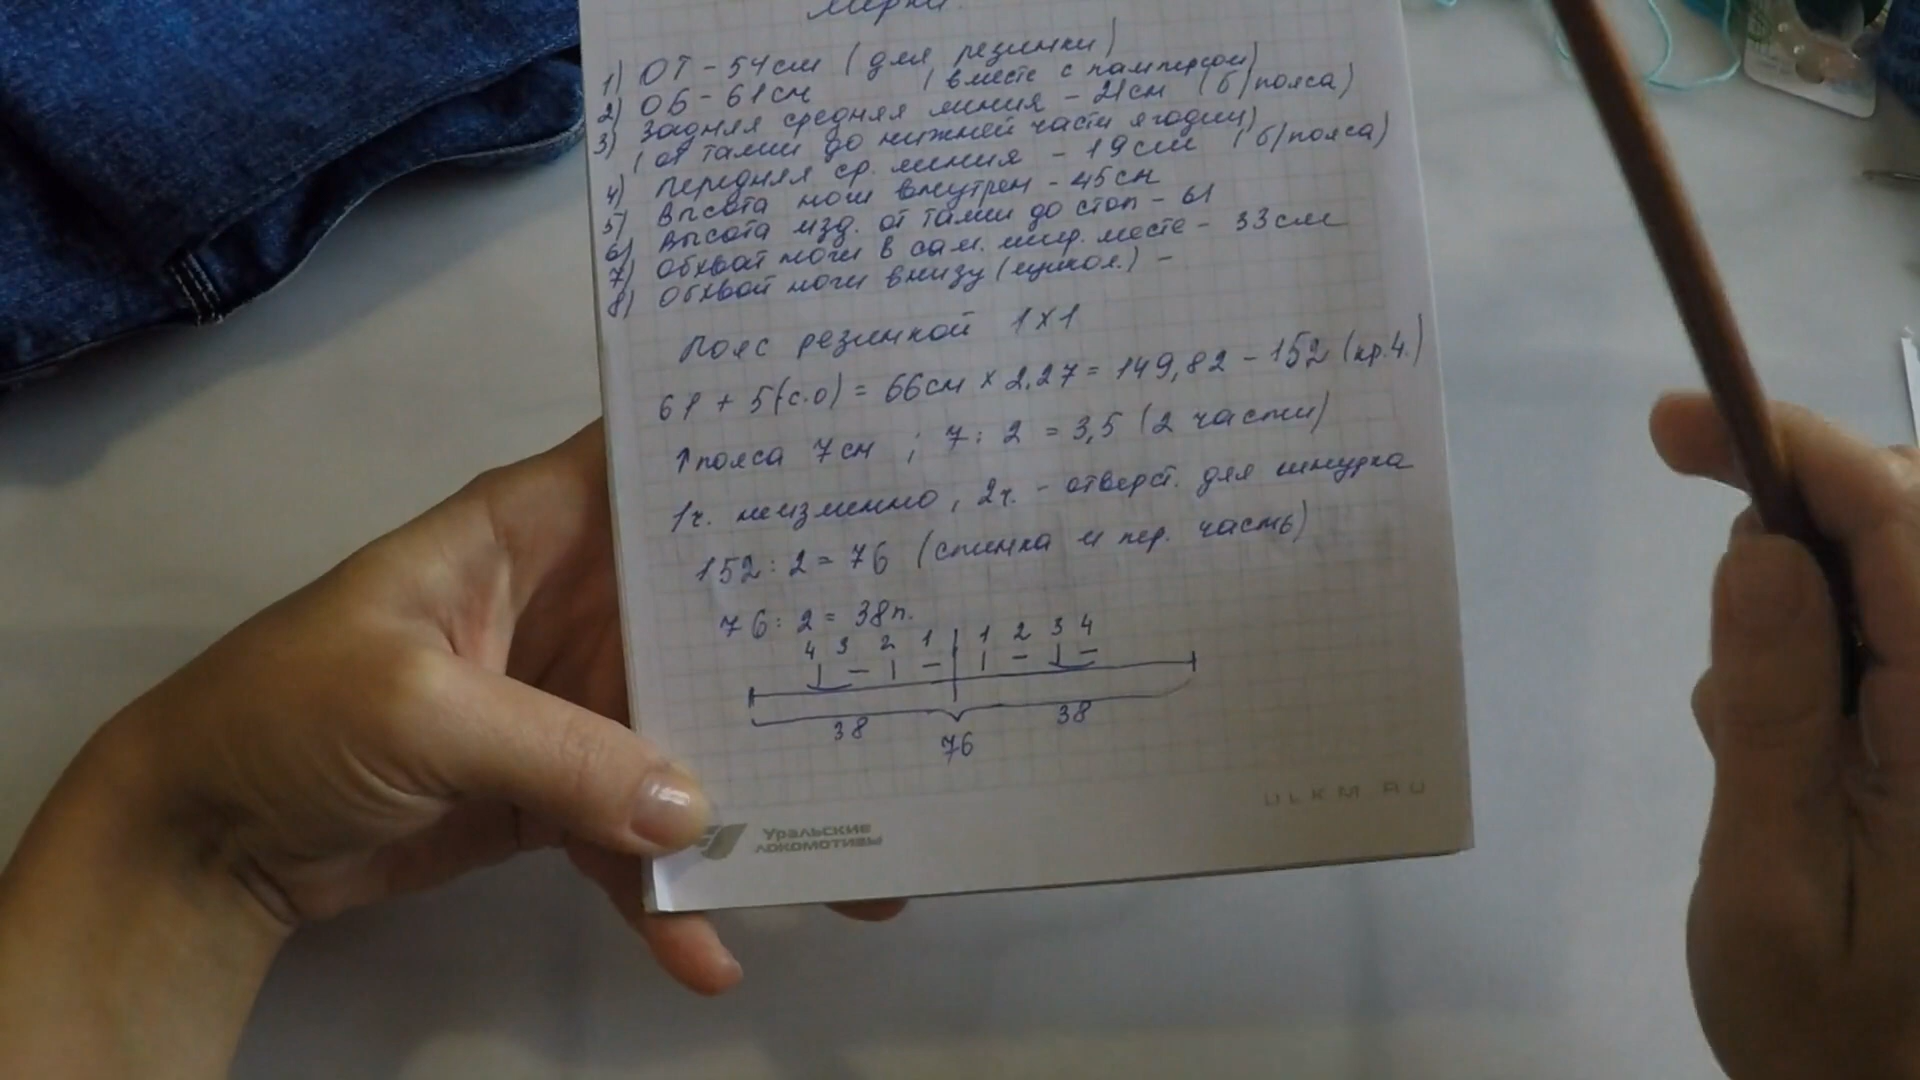 Мерки.
1) ОТ - 54см (для резинки)
2) ОБ - 61см (вместе с памперсом)
3) Задняя средняя линия - 21см (б/пояса)
(от талии до нижней части ягодиц)
4) Передняя ср. линия - 19см (б/пояса)
5) Высота ноги внутрен - 45см
6) Высота изд. от талии до стоп - 61
7) Обхват ноги в сам. шир. месте - 33см
8) Обхват ноги внизу (щикол.) -
Пояс резинкой 1х1
61 + 5(с.о) = 66см х 2,27 = 149,82 - 152 (кр.4.)
↑ пояса 7см ; 7 : 2 = 3,5 (2 части)
1ч. неизменно, 2ч. - отверст. для шнурка
152 : 2 = 76 (спинка и пер. часть)
76 : 2 = 38п.
4 3 2 1 1 2 3 4
38 38
76
Уральские
локомотивы
ULKM.RU